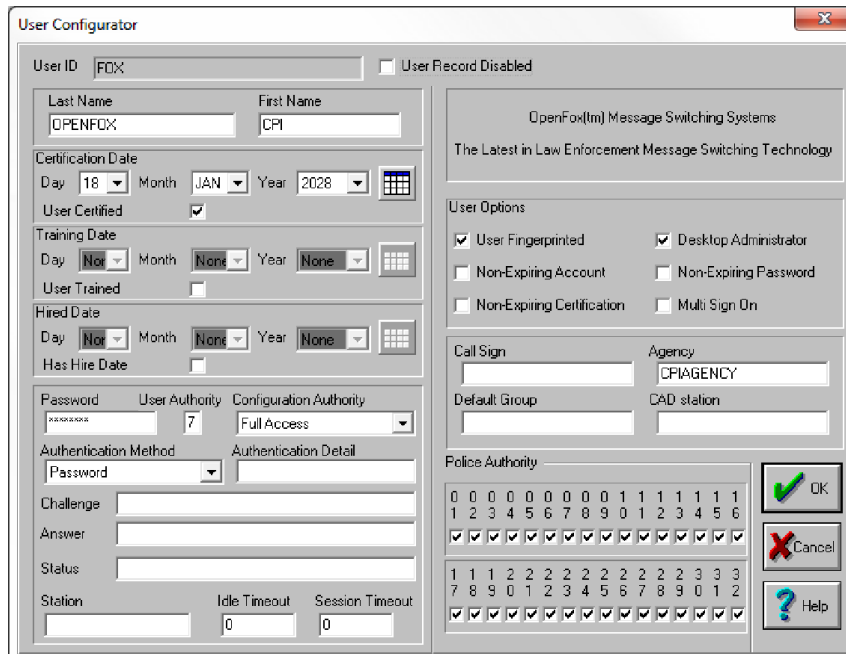 User Configurator
User ID FOX User Record Disabled
Last Name First Name
OPENFOX CPI
Certification Date
Day 18 Month JAN Year 2028
User Certified
Training Date
Day Nor Month None Year None
User Trained
Hired Date
Day Nor Month None Year None
Has Hire Date
Password User Authority Configuration Authority
******** 7 Full Access
Authentication Method Authentication Detail
Password
Challenge
Answer
Status
Station Idle Timeout Session Timeout
0 0
OpenFox(tm) Message Switching Systems
The Latest in Law Enforcement Message Switching Technology
User Options
User Fingerprinted Desktop Administrator
Non-Expiring Account Non-Expiring Password
Non-Expiring Certification Multi Sign On
Call Sign Agency
CPIAGENCY
Default Group CAD station
Police Authority
0 0 0 0 0 0 0 0 0 1 1 1 1 1 1 1
1 2 3 4 5 6 7 8 9 0 1 2 3 4 5 6
1 1 1 2 2 2 2 2 2 2 2 2 2 3 3 3
7 8 9 0 1 2 3 4 5 6 7 8 9 0 1 2
OK
Cancel
Help